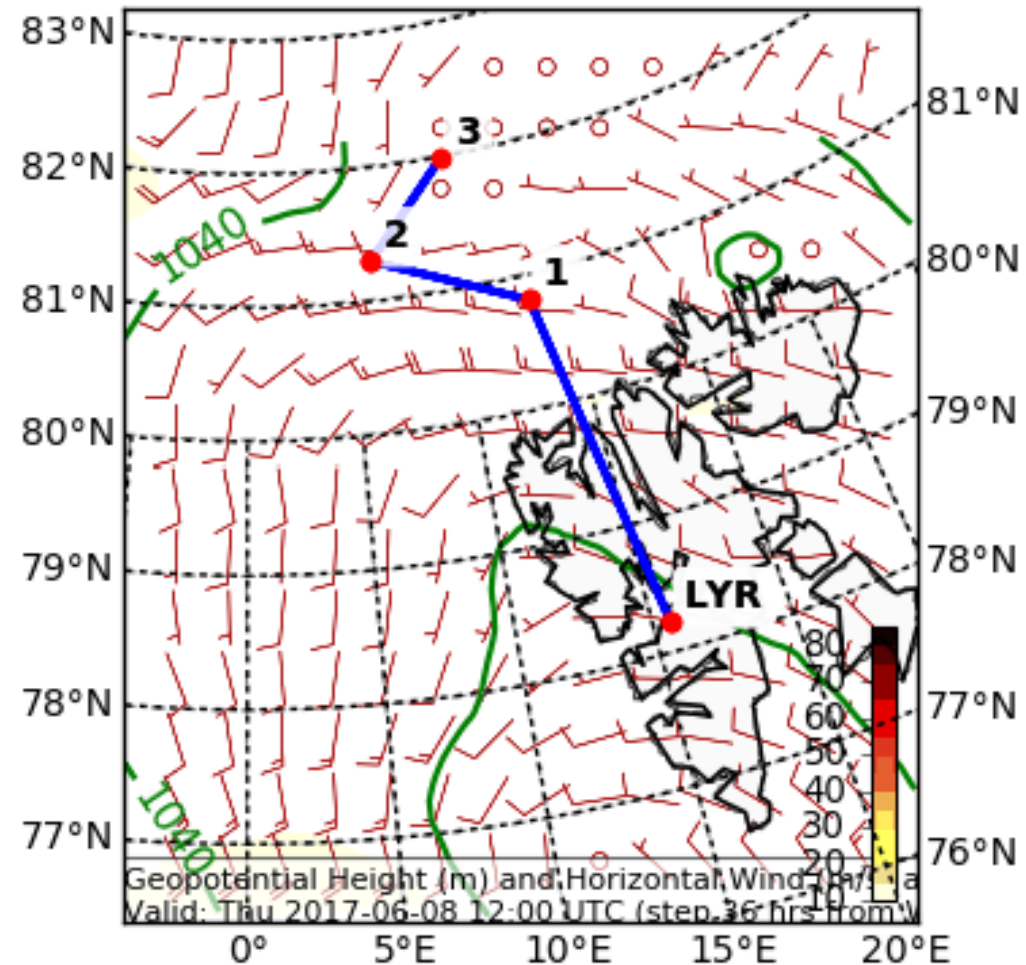 83°N
81°N
3
82°N
2
1040
1
80°N
81°N
79°N
80°N
79°N
78°N
LYR
80
70
78°N
77°N
60
50
40
1040
30
77°N
76°N
20
Geopotential Height (m) and Horizontal Wind (m/s) a
10
Valid: Thu 2017-06-08 12:00 UTC (step 36 hrs from
0° 5°E 10°E 15°E 20°E